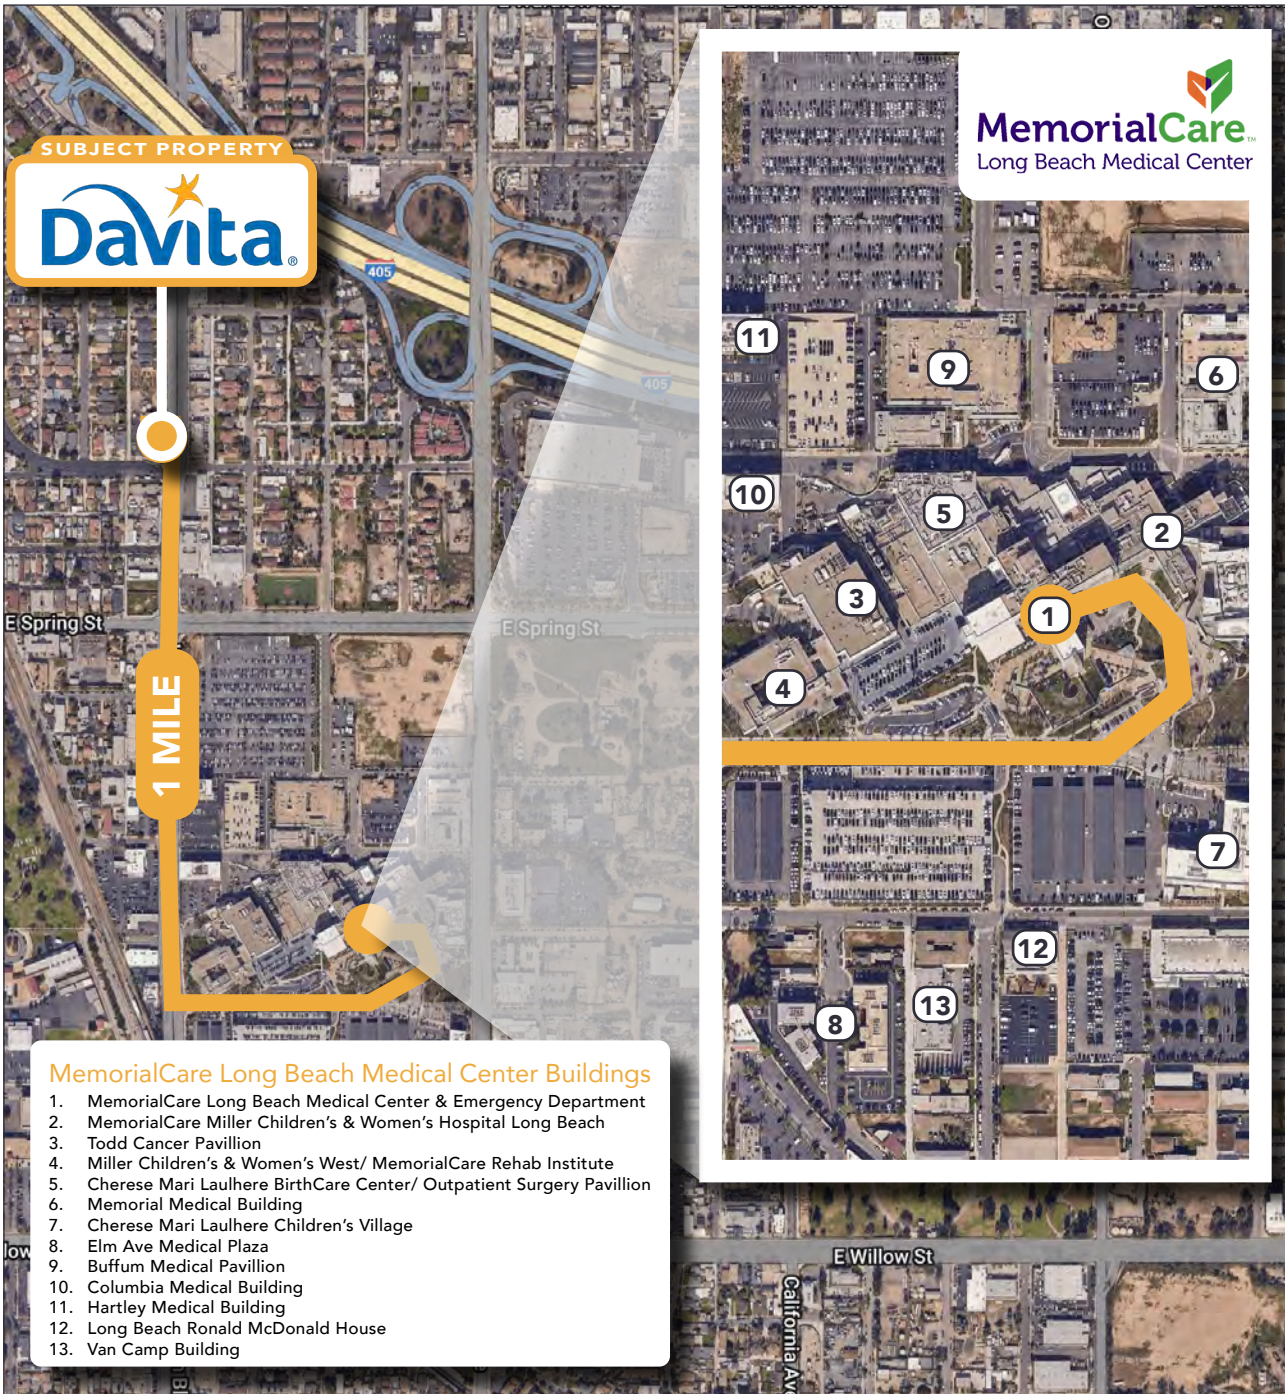 SUBJECT PROPERTY
DaVita®
405
405
E Spring St
E Spring St
1 MILE
MemorialCare™
Long Beach Medical Center
11
9
6
10
5
2
3
1
4
7
12
13
8
MemorialCare Long Beach Medical Center Buildings
1. MemorialCare Long Beach Medical Center & Emergency Department
2. MemorialCare Miller Children's & Women's Hospital Long Beach
3. Todd Cancer Pavillion
4. Miller Children's & Women's West/ MemorialCare Rehab Institute
5. Cherese Mari Laulhere BirthCare Center/ Outpatient Surgery Pavillion
6. Memorial Medical Building
7. Cherese Mari Laulhere Children's Village
8. Elm Ave Medical Plaza
9. Buffum Medical Pavillion
10. Columbia Medical Building
11. Hartley Medical Building
12. Long Beach Ronald McDonald House
13. Van Camp Building
E Willow St
California Ave